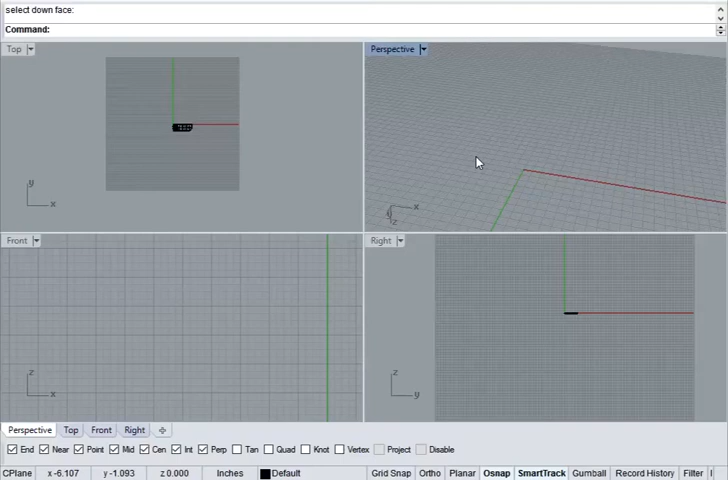 select down face:
Command:
Top
Perspective
y
x
x
z
Front
Right
z
x
z
y
Perspective Top Front Right
End Near Point Mid Cen Int Perp Tan Quad Knot Vertex Project Disable
CPlane x -6.107 y -1.093 z 0.000 Inches Default Grid Snap Ortho Planar Osnap SmartTrack Gumball Record History Filter